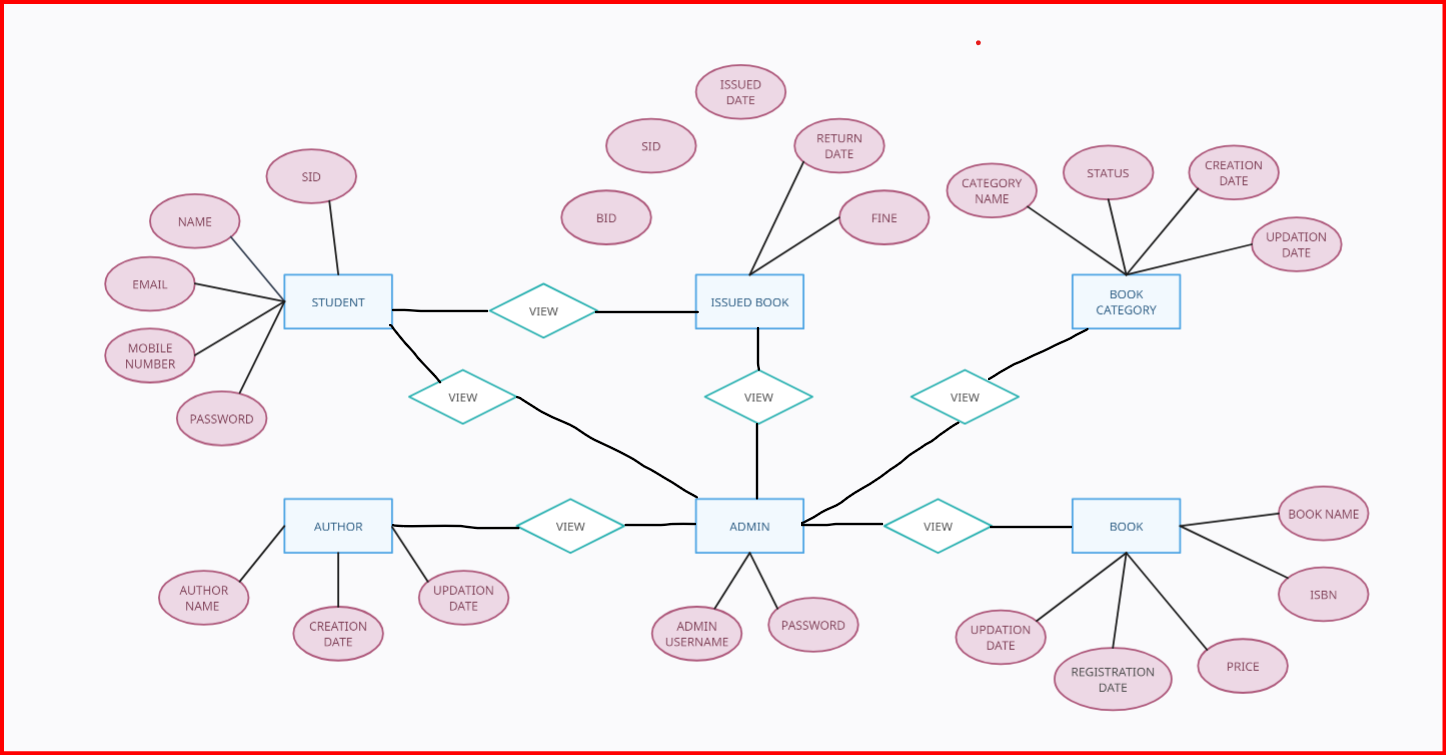 ISSUED
DATE
SID
RETURN
DATE
SID
CATEGORY
NAME
STATUS
CREATION
DATE
NAME
BID
FINE
UPDATION
DATE
EMAIL
STUDENT
VIEW
ISSUED BOOK
BOOK
CATEGORY
MOBILE
NUMBER
PASSWORD
VIEW
VIEW
VIEW
AUTHOR
VIEW
ADMIN
VIEW
BOOK
BOOK NAME
AUTHOR
NAME
UPDATION
DATE
ISBN
CREATION
DATE
ADMIN
USERNAME
PASSWORD
UPDATION
DATE
REGISTRATION
DATE
PRICE